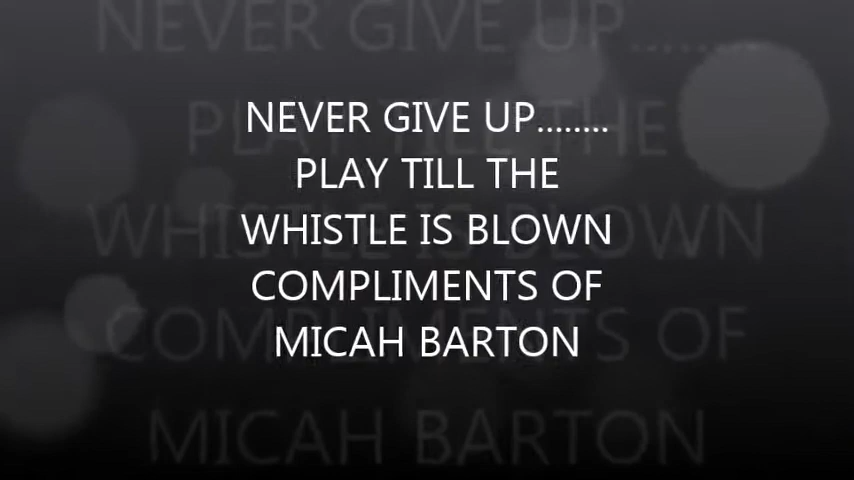 NEVER GIVE UP........
PLAY TILL THE
WHISTLE IS BLOWN
COMPLIMENTS OF
MICAH BARTON